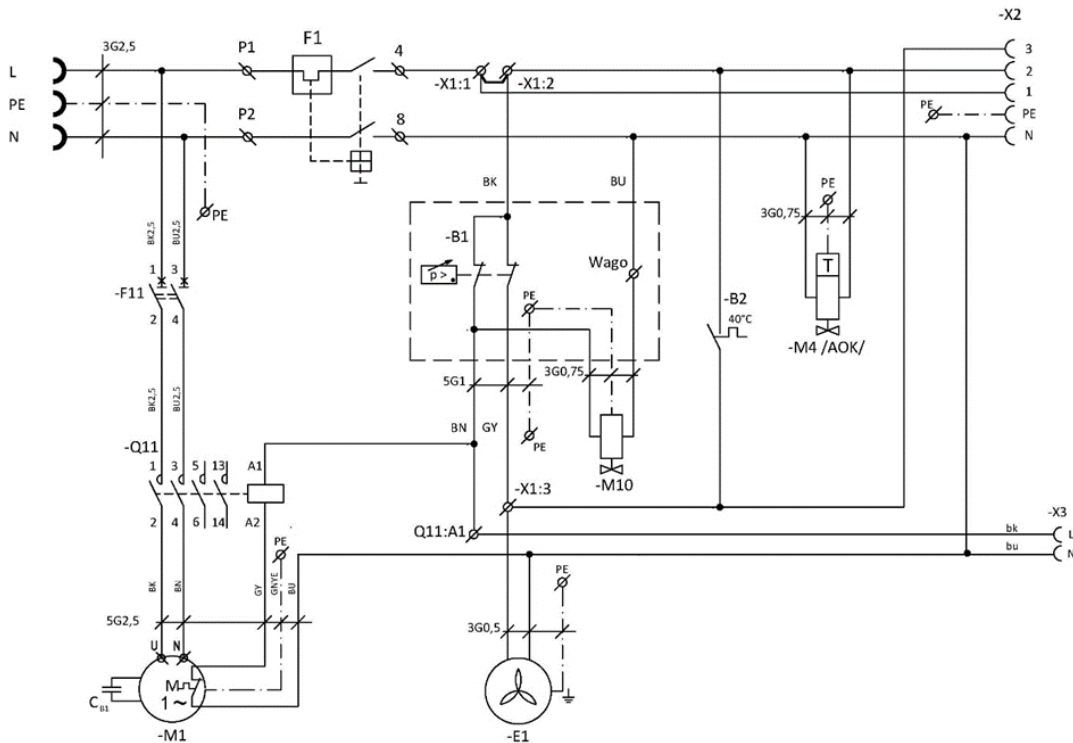 -X2
3G2,5
P1
F1
4
3
L
-X1:1
-X1:2
2
1
PE
PE
PE
P2
8
N
N
BK
BU
PE
PE
3G0,75
BK2,5
BU2,5
-B1
p >
Wago
T
1
3
-F11
PE
-B2
40°C
2
4
-M4 /AOK/
5G1
3G0,75
BK2,5
BU2,5
BN
GY
PE
-Q11
1
3
5
13
A1
-M10
-X1:3
2
4
6
14
A2
Q11:A1
-X3
bk
L
PE
bu
N
BK
BN
GY
GNYE
BU
PE
5G2,5
3G0,5
U
N
M
1 ~
C B1
-M1
-E1